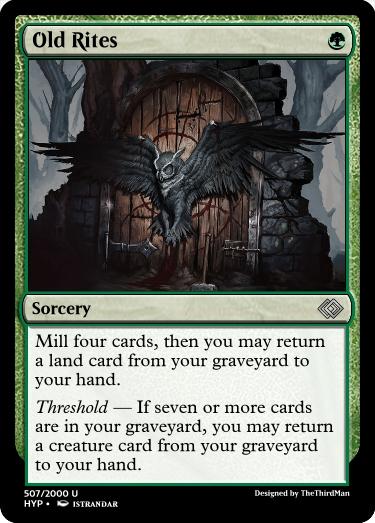 Old Rites
Sorcery
Mill four cards, then you may return
a land card from your graveyard to
your hand.
Threshold — If seven or more cards
are in your graveyard, you may return
a creature card from your graveyard
to your hand.
507/2000 U
Designed by TheThirdMan
HYP • ISTRANDAR